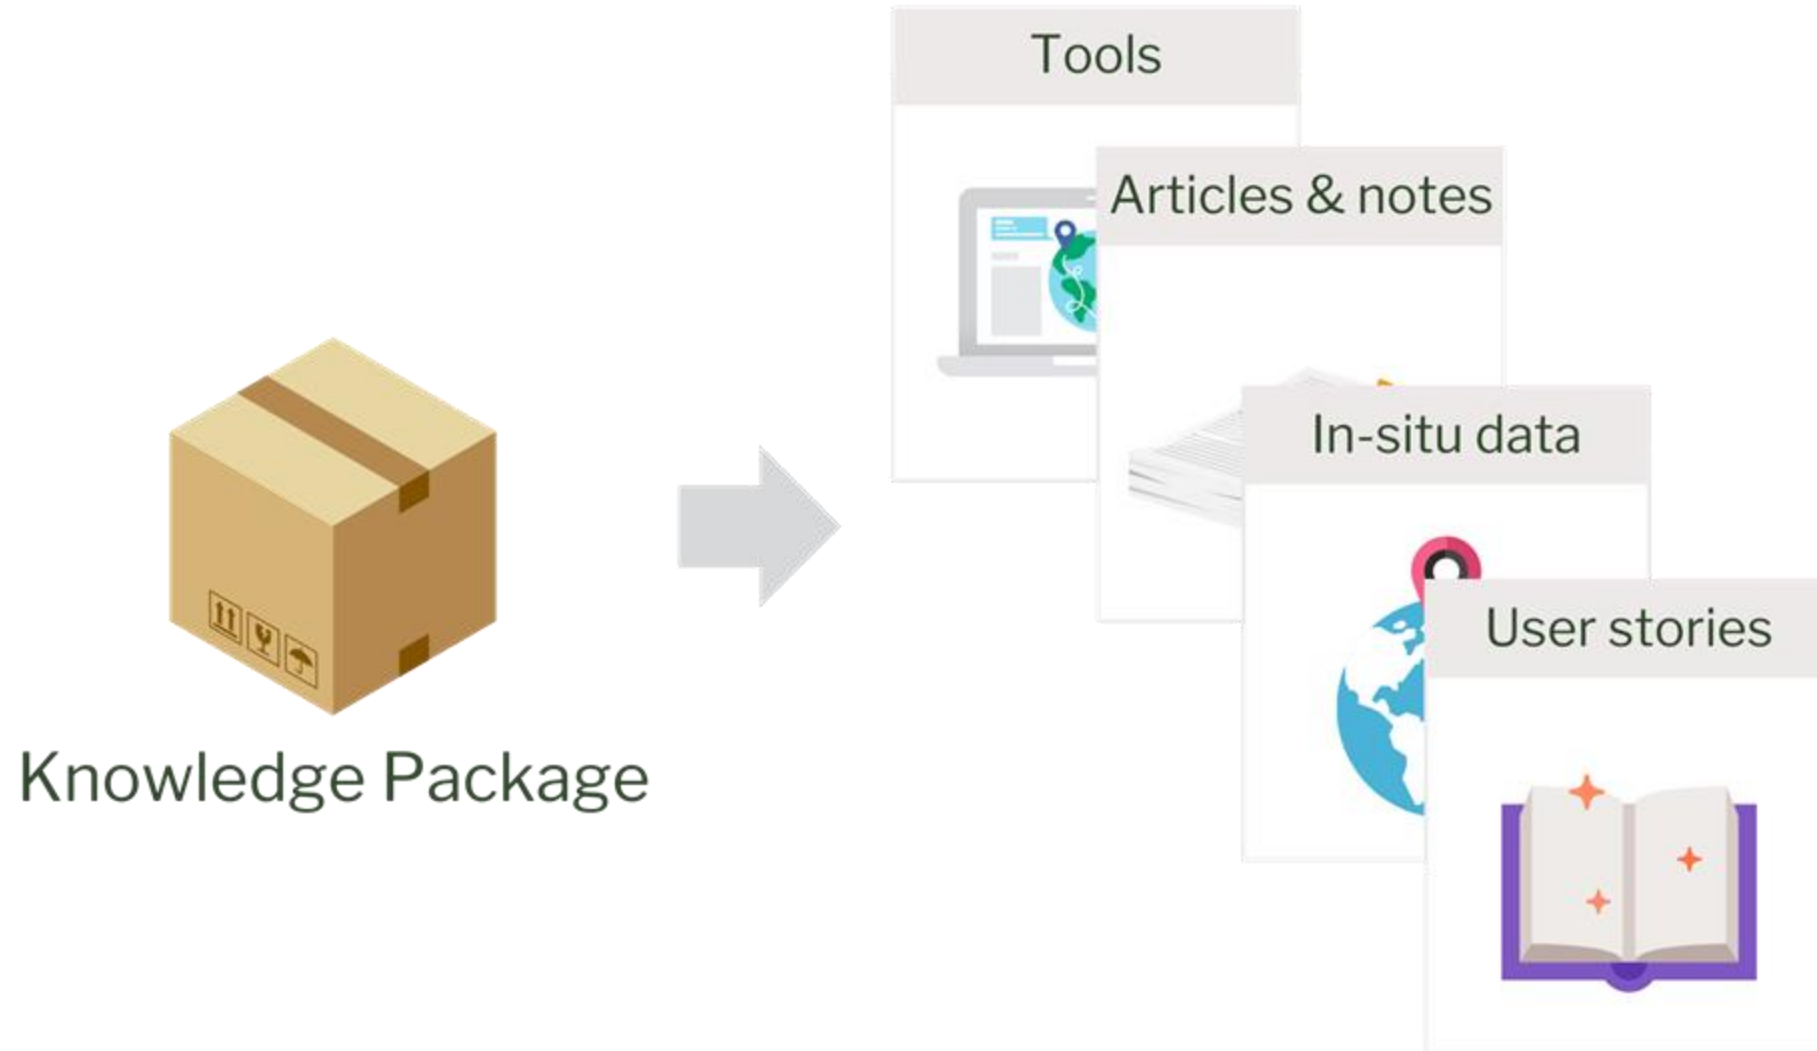 Tools
Articles & notes
In-situ data
User stories
Knowledge Package